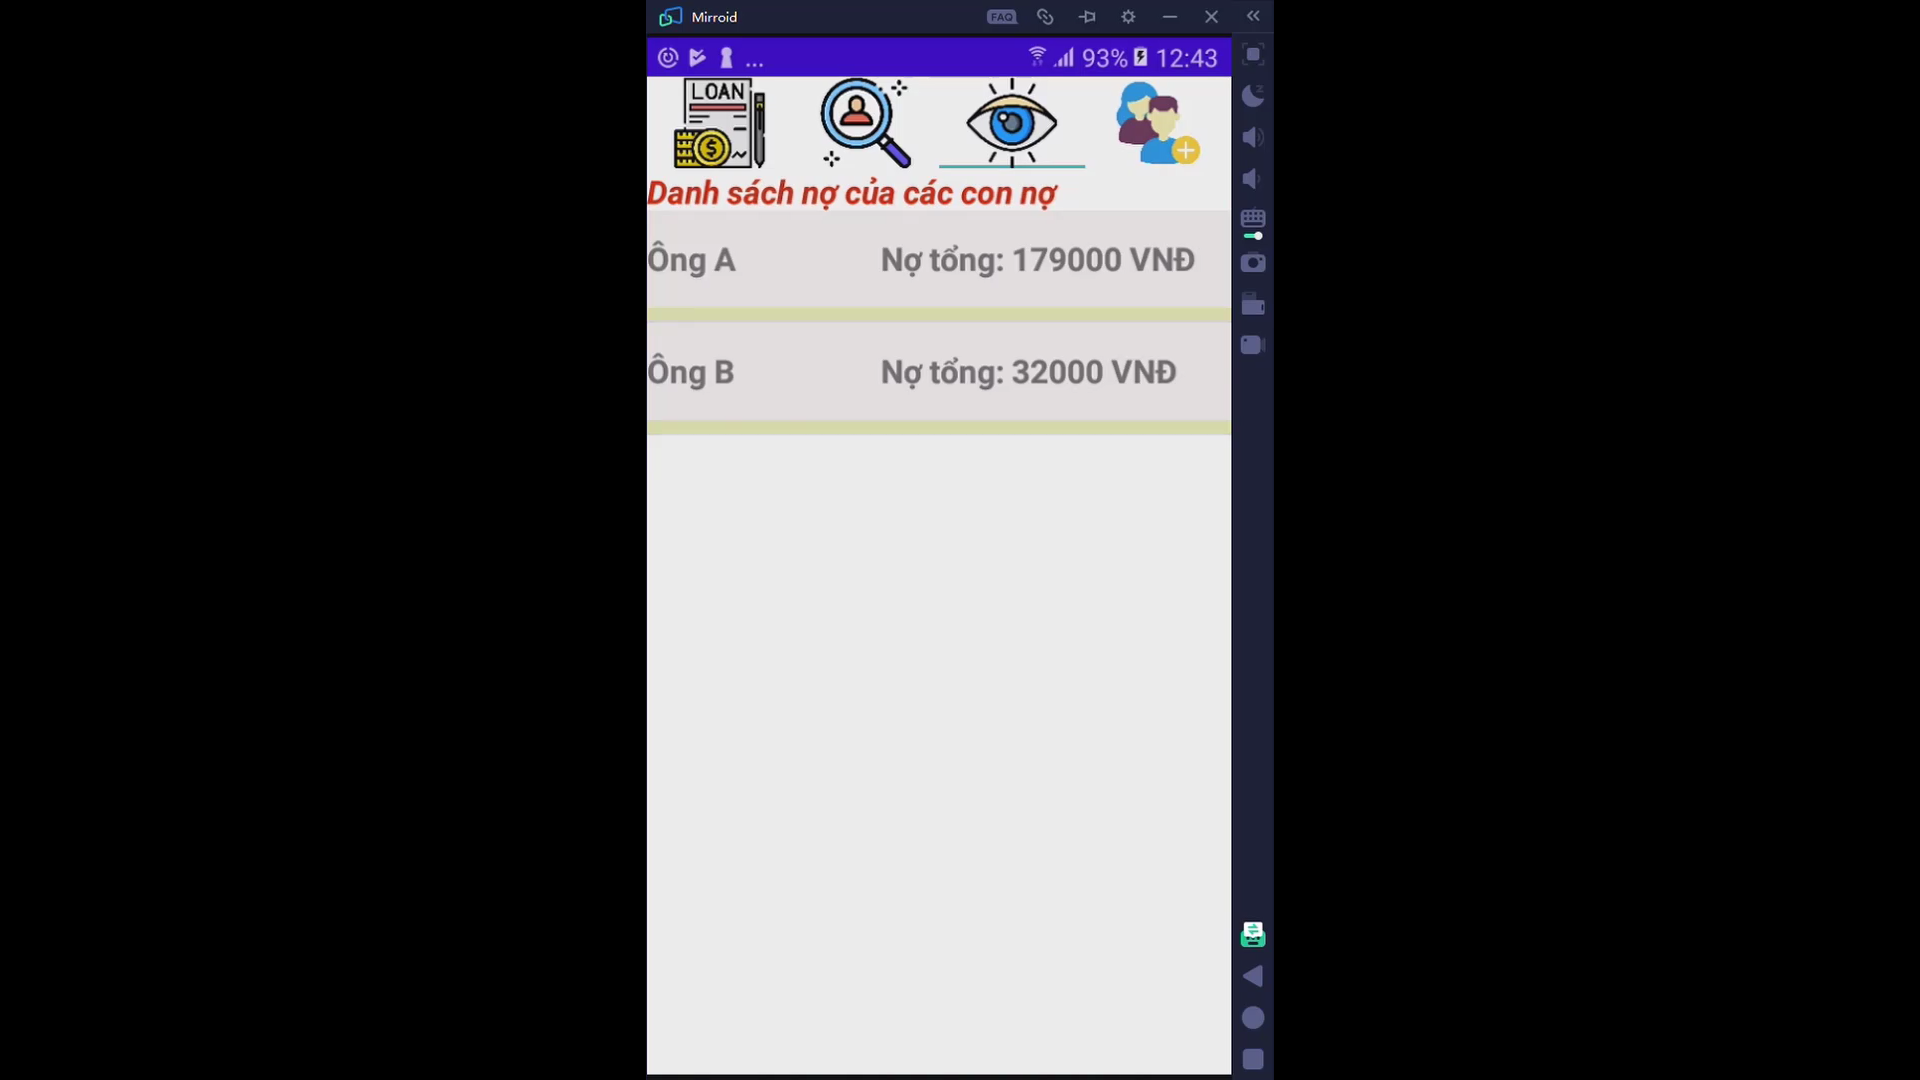 Mirroid
FAQ
... 93% 12:43
LOAN
Danh sách nợ của các con nợ
Ông A Nợ tổng: 179000 VNĐ
Ông B Nợ tổng: 32000 VNĐ